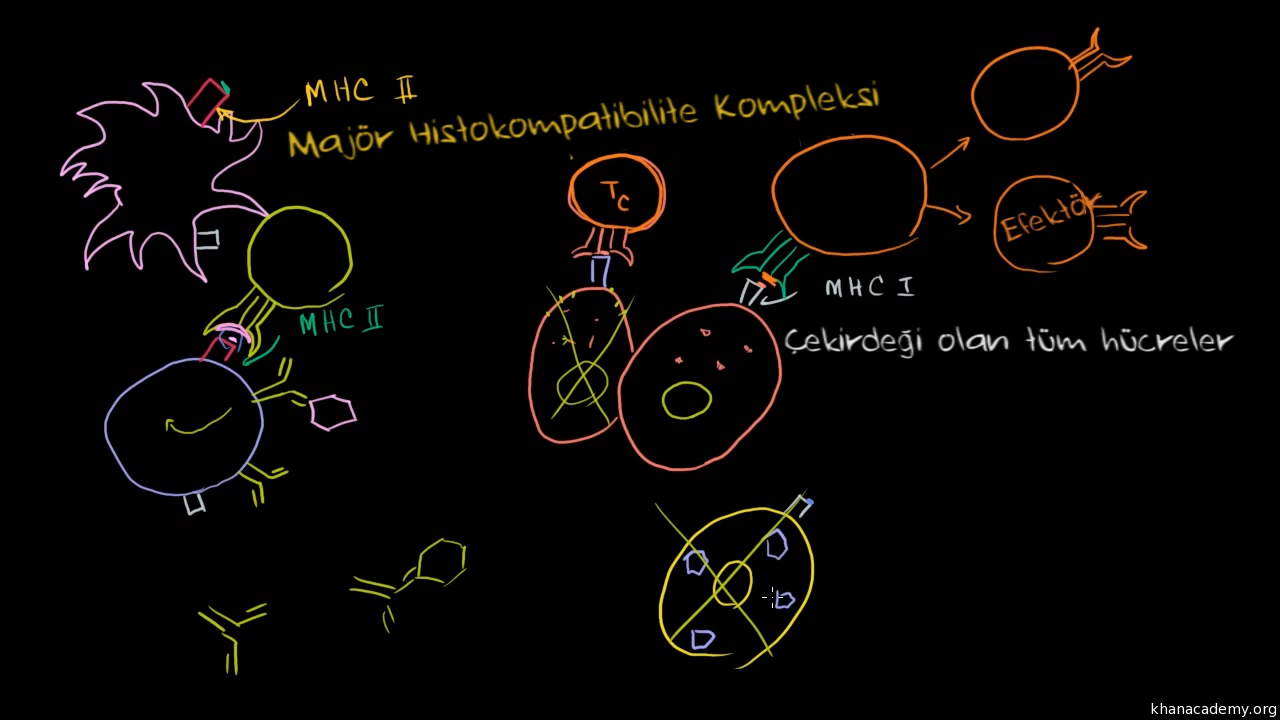 MHC II
Majör Histokompatibilite Kompleksi
Tc
Efektör
MHC I
MHC II
Çekirdeği olan tüm hücreler
khanacademy.org